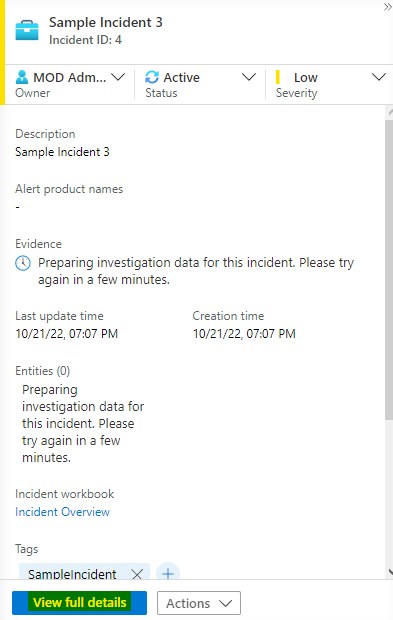 Sample Incident 3
Incident ID: 4
MOD Adm... Active Low
Owner Status Severity
Description
Sample Incident 3
Alert product names
-
Evidence
Preparing investigation data for this incident. Please try
again in a few minutes.
Last update time Creation time
10/21/22, 07:07 PM 10/21/22, 07:07 PM
Entities (0)
Preparing
investigation data for
this incident. Please
try again in a few
minutes.
Incident workbook
Incident Overview
Tags
SampleIncident
View full details Actions